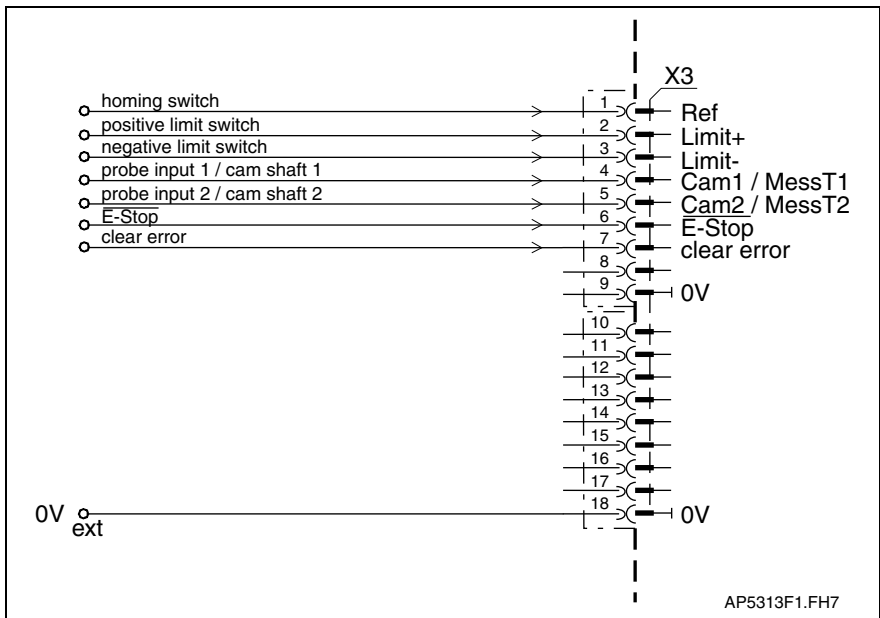 X3
homing switch 1 Ref
positive limit switch 2 Limit+
negative limit switch 3 Limit-
probe input 1 / cam shaft 1 4 Cam1 / MessT1
probe input 2 / cam shaft 2 5 Cam2 / MessT2
E-Stop 6 E-Stop
clear error 7 clear error
8
9 0V
10
11
12
13
14
15
16
17
0V ext 18 0V
AP5313F1.FH7